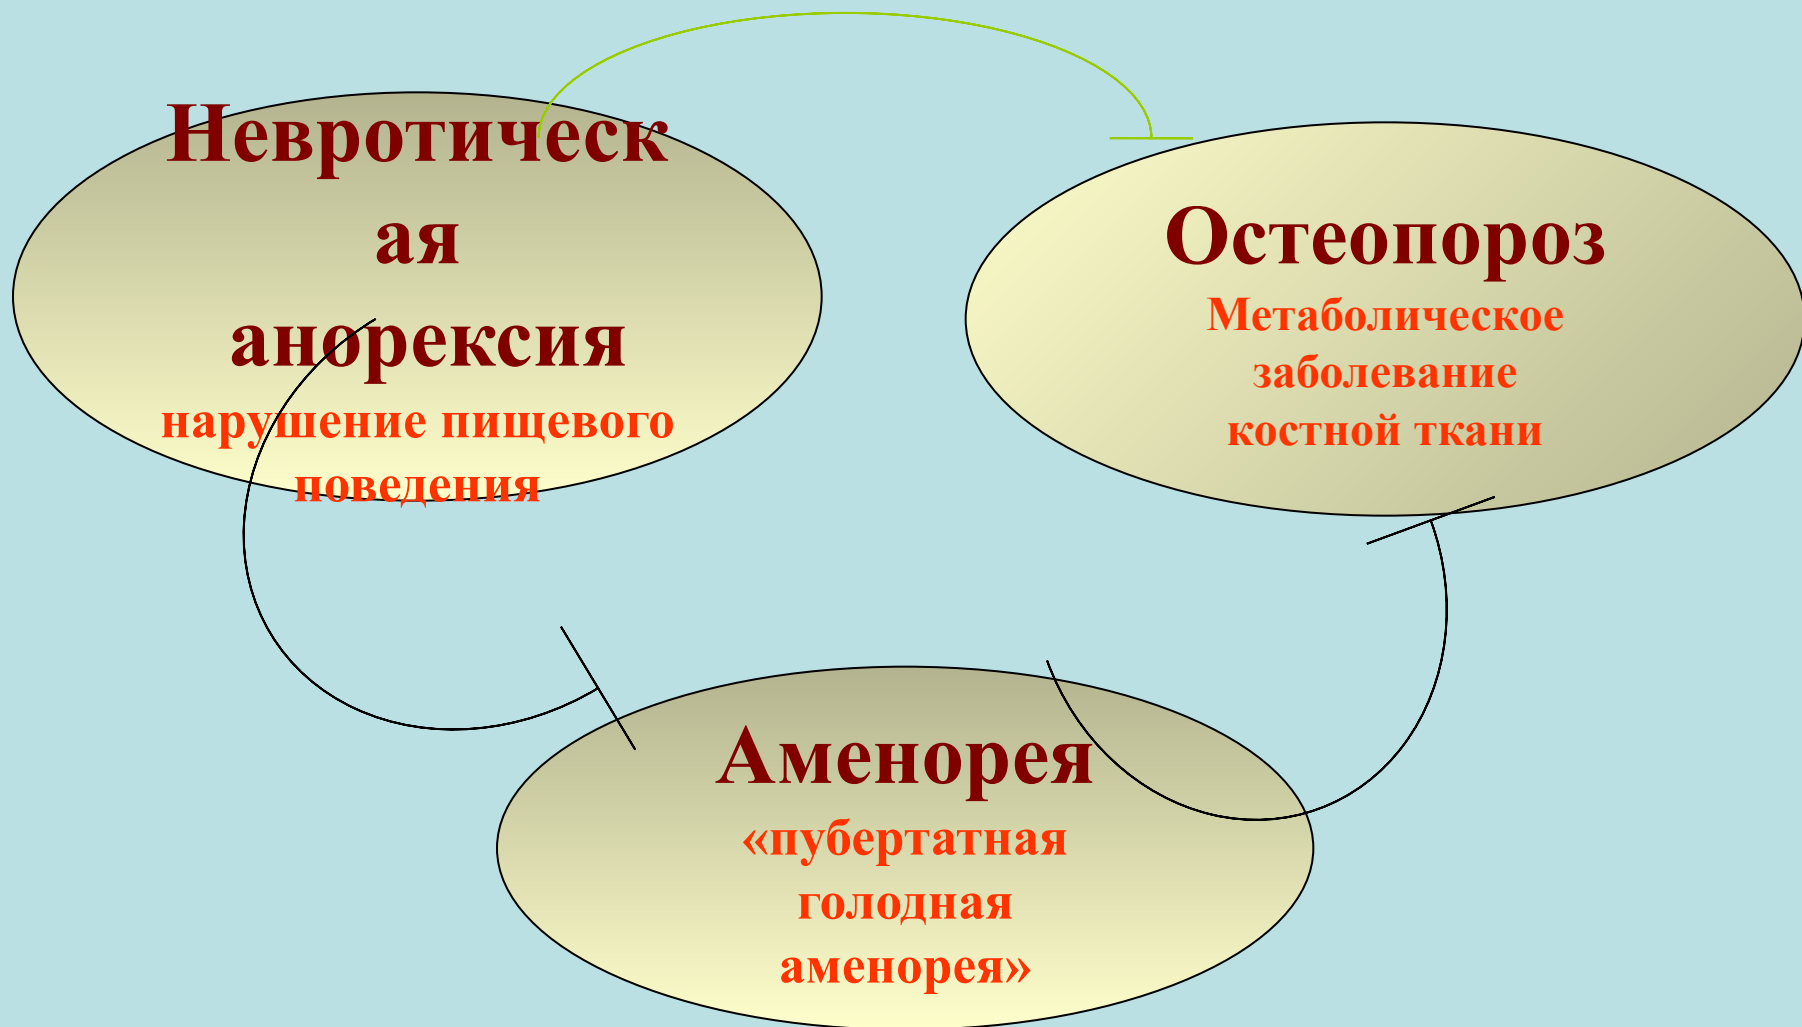 Невротическ
ая
анорексия
нарушение пищевого
поведения
Остеопороз
Метаболическое
заболевание
костной ткани
Аменорея
«пубертатная
голодная
аменорея»